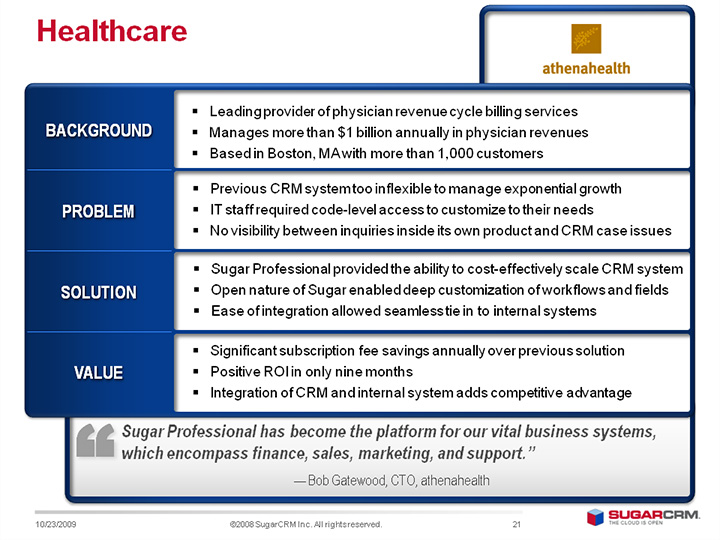 Healthcare
athenahealth
BACKGROUND
▪ Leading provider of physician revenue cycle billing services
▪ Manages more than $1 billion annually in physician revenues
▪ Based in Boston, MA with more than 1,000 customers
PROBLEM
▪ Previous CRM system too inflexible to manage exponential growth
▪ IT staff required code-level access to customize to their needs
▪ No visibility between inquiries inside its own product and CRM case issues
SOLUTION
▪ Sugar Professional provided the ability to cost-effectively scale CRM system
▪ Open nature of Sugar enabled deep customization of workflows and fields
▪ Ease of integration allowed seamless tie in to internal systems
VALUE
▪ Significant subscription fee savings annually over previous solution
▪ Positive ROI in only nine months
▪ Integration of CRM and internal system adds competitive advantage
“ Sugar Professional has become the platform for our vital business systems,
which encompass finance, sales, marketing, and support.”
— Bob Gatewood, CTO, athenahealth
10/23/2009 ©2008 SugarCRM Inc. All rights reserved. 21
SUGARCRM.
THE CLOUD IS OPEN